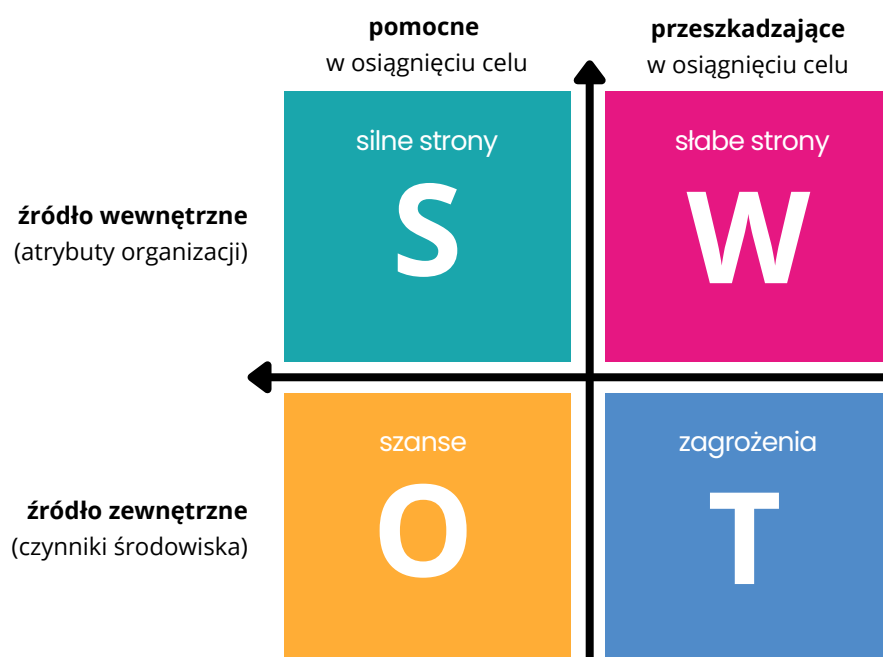 pomocne
w osiągnięciu celu
przeszkadzające
w osiągnięciu celu
silne strony
S
słabe strony
W
źródło wewnętrzne
(atrybuty organizacji)
szanse
O
zagrożenia
T
źródło zewnętrzne
(czynniki środowiska)